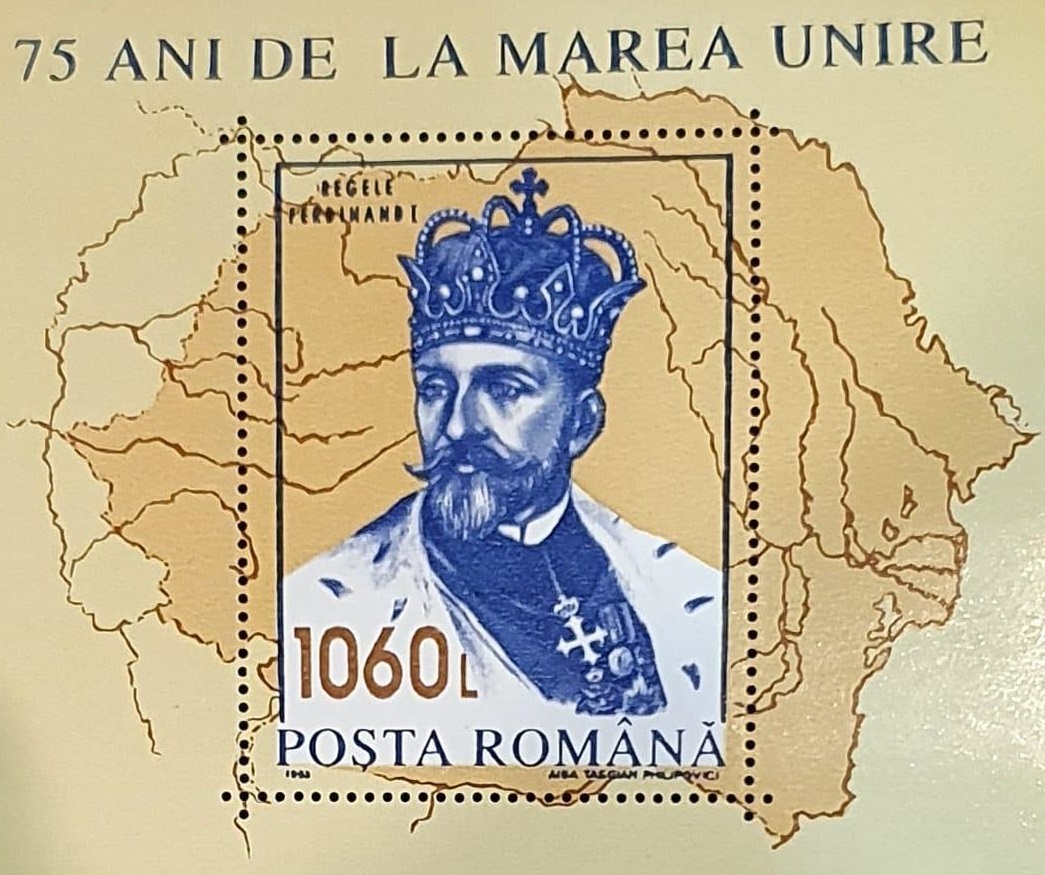 75 ANI DE LA MAREA UNIRE
REGELE
FERDINAND I
1060L
POȘTA ROMÂNĂ
1993 AIDA TASGIAN PHILIPOVICI